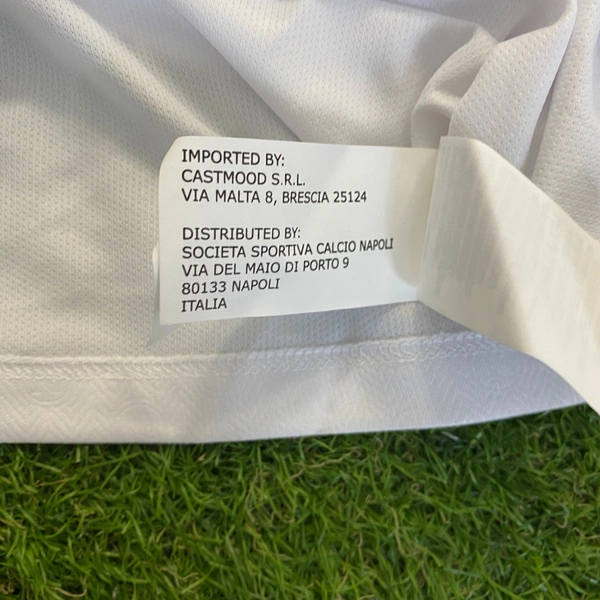 IMPORTED BY:
CASTMOOD S.R.L.
VIA MALTA 8, BRESCIA 25124
DISTRIBUTED BY:
SOCIETA SPORTIVA CALCIO NAPOLI
VIA DEL MAIO DI PORTO 9
80133 NAPOLI
ITALIA